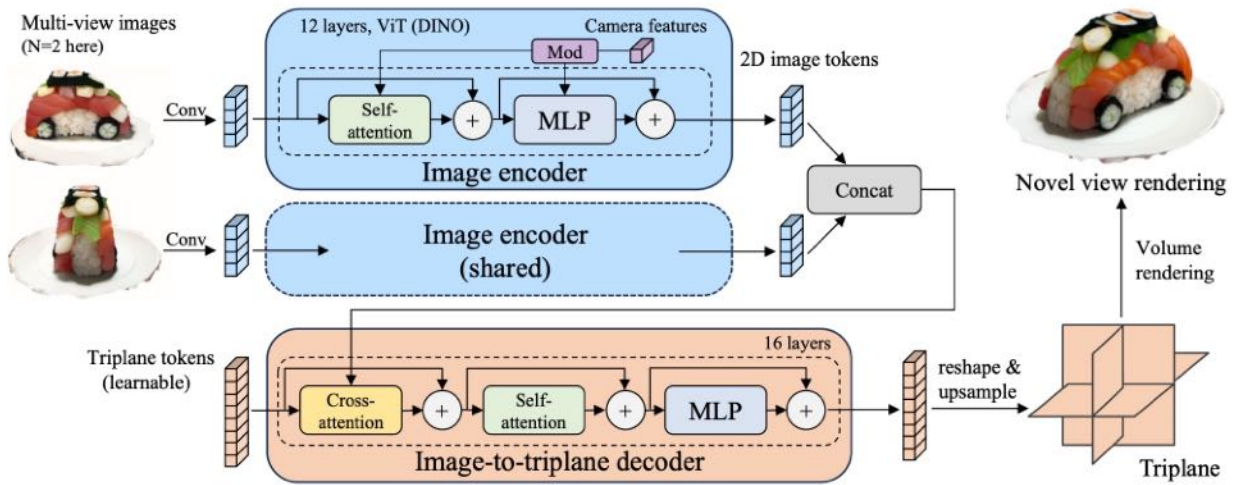 Multi-view images
(N=2 here)
12 layers, ViT (DINO)
Camera features
Mod
2D image tokens
Conv
Self-
attention
MLP
Image encoder
Concat
Novel view rendering
Conv
Image encoder
(shared)
Volume
rendering
Triplane tokens
(learnable)
16 layers
Cross-
attention
Self-
attention
MLP
Image-to-triplane decoder
reshape &
upsample
Triplane